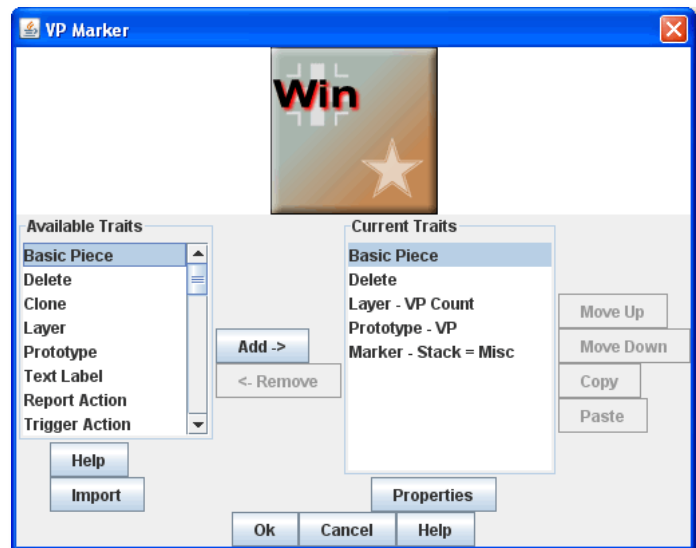 VP Marker
Win
Available Traits
Basic Piece
Delete
Clone
Layer
Prototype
Text Label
Report Action
Trigger Action
Help
Import
Add ->
<- Remove
Current Traits
Basic Piece
Delete
Layer - VP Count
Prototype - VP
Marker - Stack = Misc
Properties
Move Up
Move Down
Copy
Paste
Ok
Cancel
Help